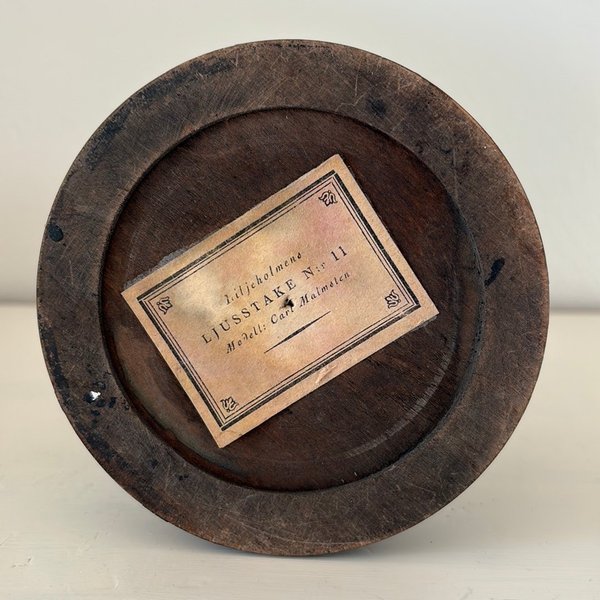 Liljeholmens
LJUSSTAKE N:r 11
Modell: Carl Malmsten